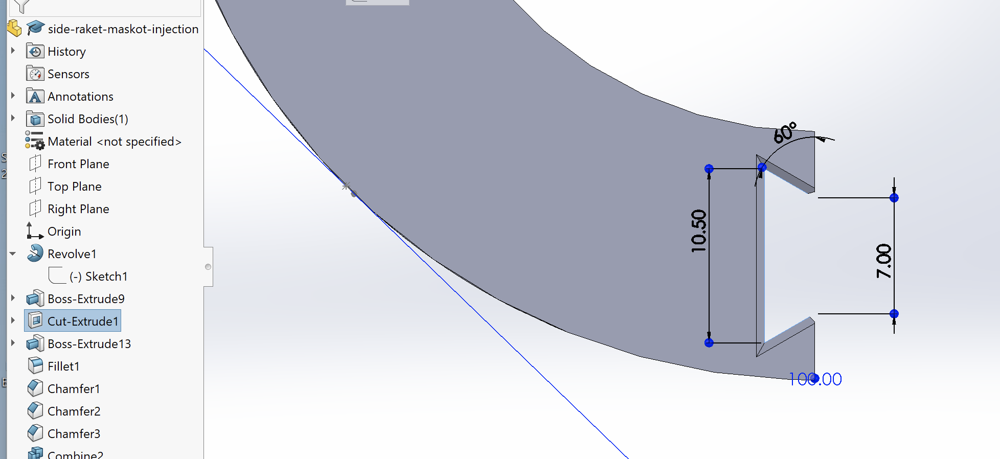 side-raket-maskot-injection
History
Sensors
Annotations
Solid Bodies(1)
Material <not specified>
Front Plane
Top Plane
Right Plane
Origin
Revolve1
(-) Sketch1
Boss-Extrude9
Cut-Extrude1
Boss-Extrude13
Fillet1
Chamfer1
Chamfer2
Chamfer3
Combine2
60°
10.50
7.00
100.00